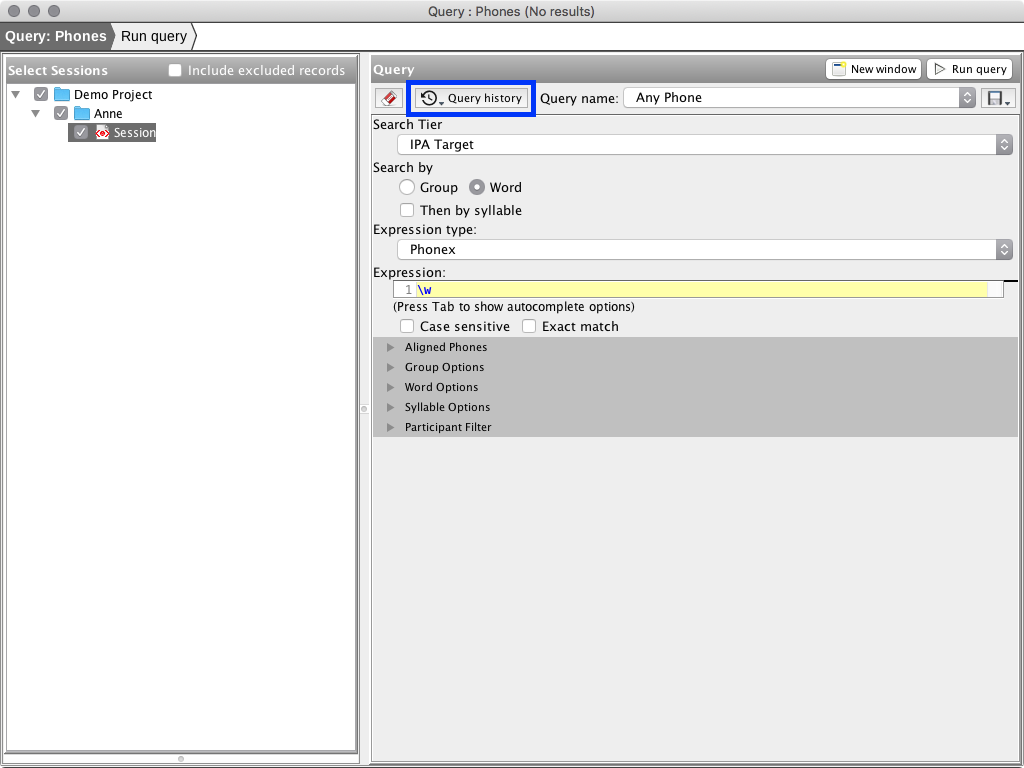 Query : Phones (No results)
Query: Phones Run query
Select Sessions Include excluded records
Demo Project
Anne
Session
Query New window Run query
Query history Query name: Any Phone
Search Tier
IPA Target
Search by
Group Word
Then by syllable
Expression type:
Phonex
Expression:
1 \w
(Press Tab to show autocomplete options)
Case sensitive Exact match
Aligned Phones
Group Options
Word Options
Syllable Options
Participant Filter